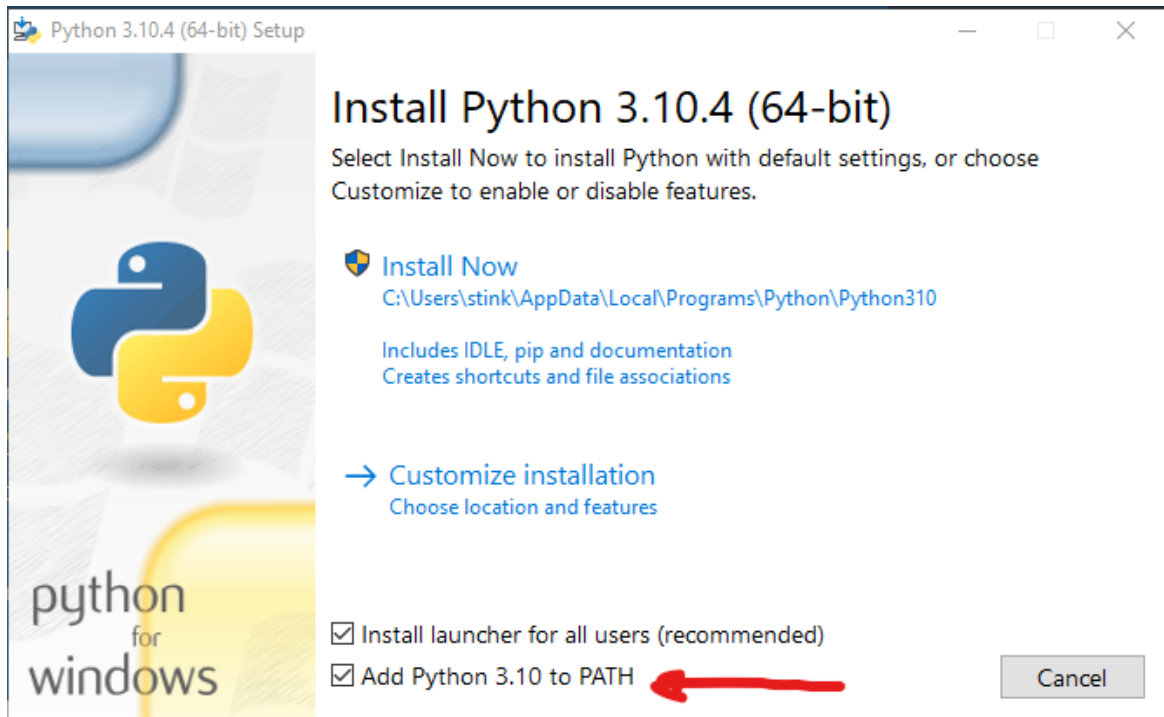 Python 3.10.4 (64-bit) Setup
Install Python 3.10.4 (64-bit)
Select Install Now to install Python with default settings, or choose
Customize to enable or disable features.
Install Now
C:\Users\stink\AppData\Local\Programs\Python\Python310
Includes IDLE, pip and documentation
Creates shortcuts and file associations
Customize installation
Choose location and features
python
for
windows
Install launcher for all users (recommended)
Add Python 3.10 to PATH
Cancel